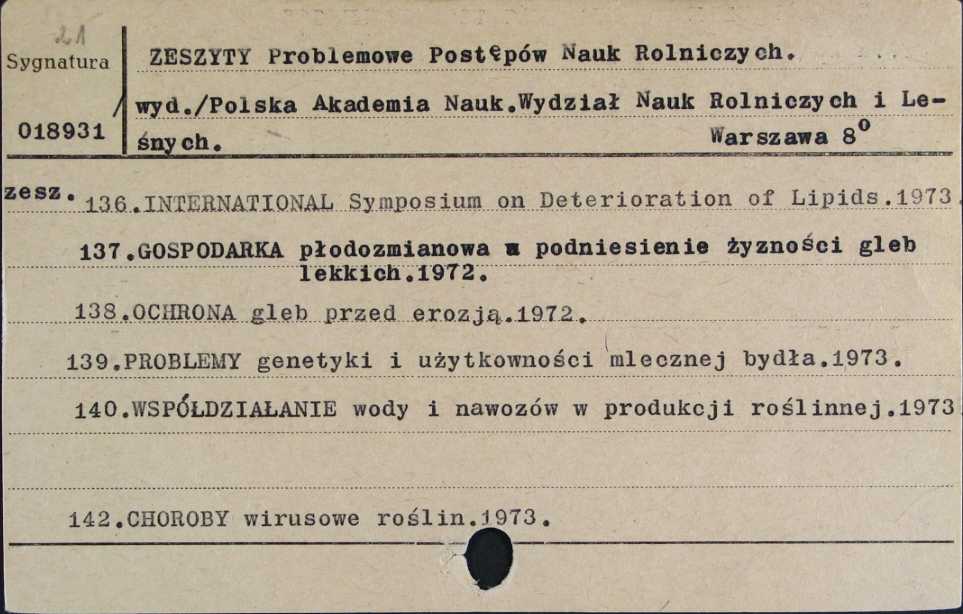 21
Sygnatura
018931
ZESZYTY Problemowe Postępów Nauk Rolniczych.
wyd./Polska Akademia Nauk.Wydział Nauk Rolniczych i Le-
śnych. Warszawa 8°
zesz. 136.INTERNATIONAL Symposium on Deterioration of Lipids.1973.
137.GOSPODARKA płodozmianowa a podniesienie żyzności gleb
lekkich.1972.
138.OCHRONA gleb przed erozją.1972.
139.PROBLEMY genetyki i użytkowności mlecznej bydła.1973.
140.WSPÓŁDZIAŁANIE wody i nawozów w produkcji roślinnej.1973
142.CHOROBY wirusowe roślin.1973.